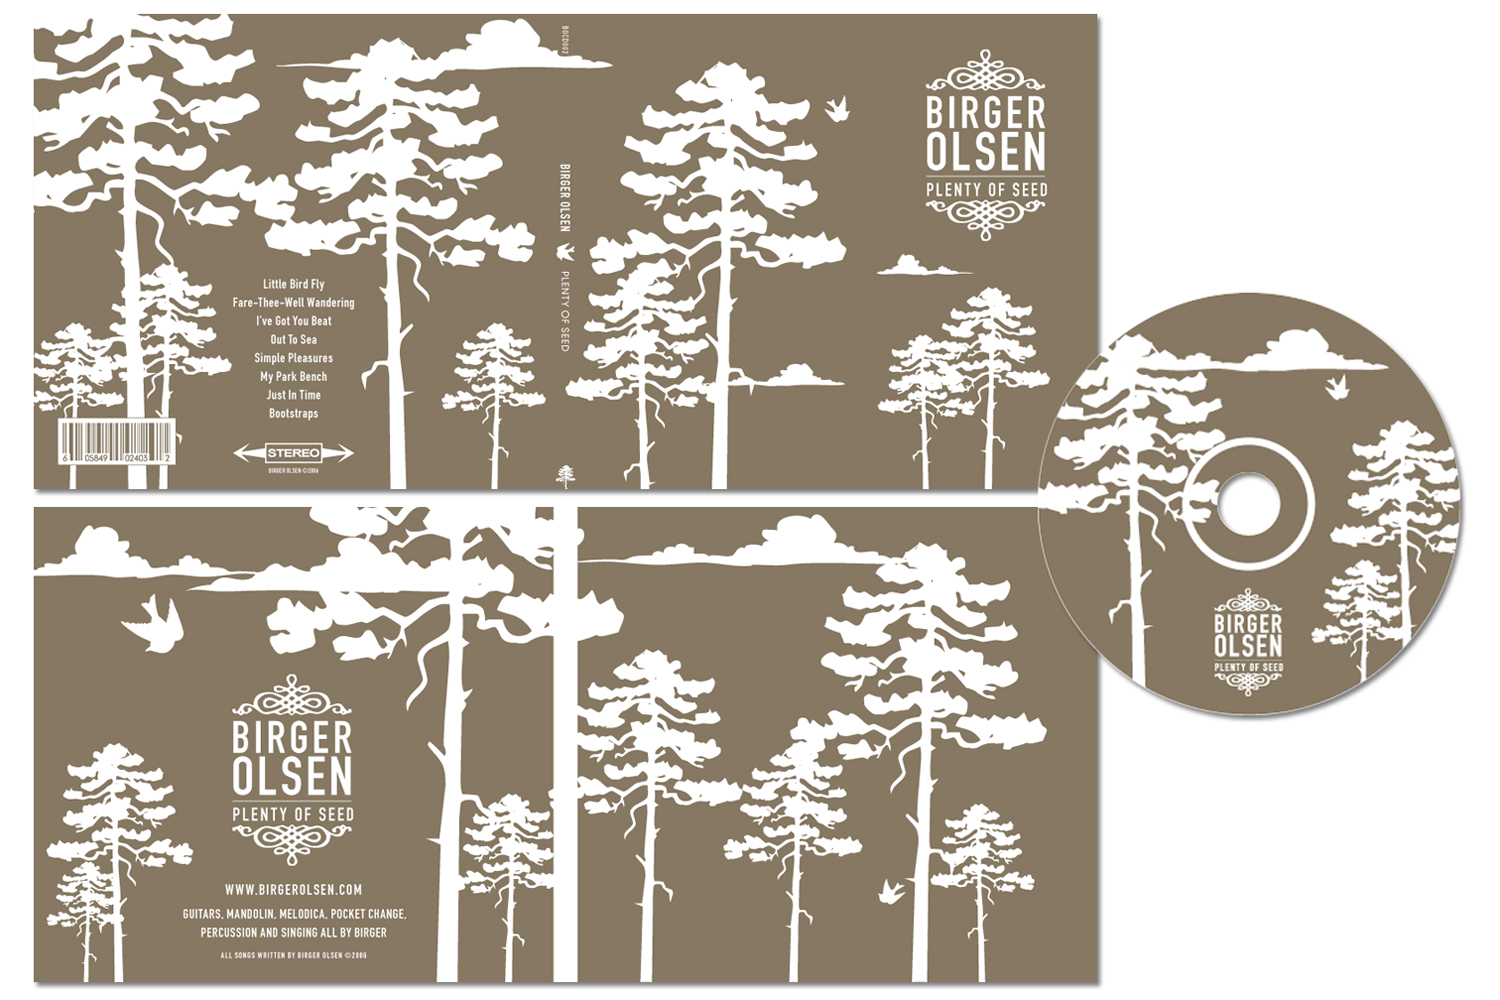 BOCD002
BIRGER
OLSEN
PLENTY OF SEED
BIRGER OLSEN PLENTY OF SEED
Little Bird Fly
Fare-Thee-Well Wandering
I've Got You Beat
Out To Sea
Simple Pleasures
My Park Bench
Just In Time
Bootstraps
6 05849 02403 2
STEREO
BIRGER OLSEN ©2006
BIRGER
OLSEN
PLENTY OF SEED
BIRGER
OLSEN
PLENTY OF SEED
WWW.BIRGEROLSEN.COM
GUITARS, MANDOLIN, MELODICA, POCKET CHANGE,
PERCUSSION AND SINGING ALL BY BIRGER
ALL SONGS WRITTEN BY BIRGER OLSEN ©2006